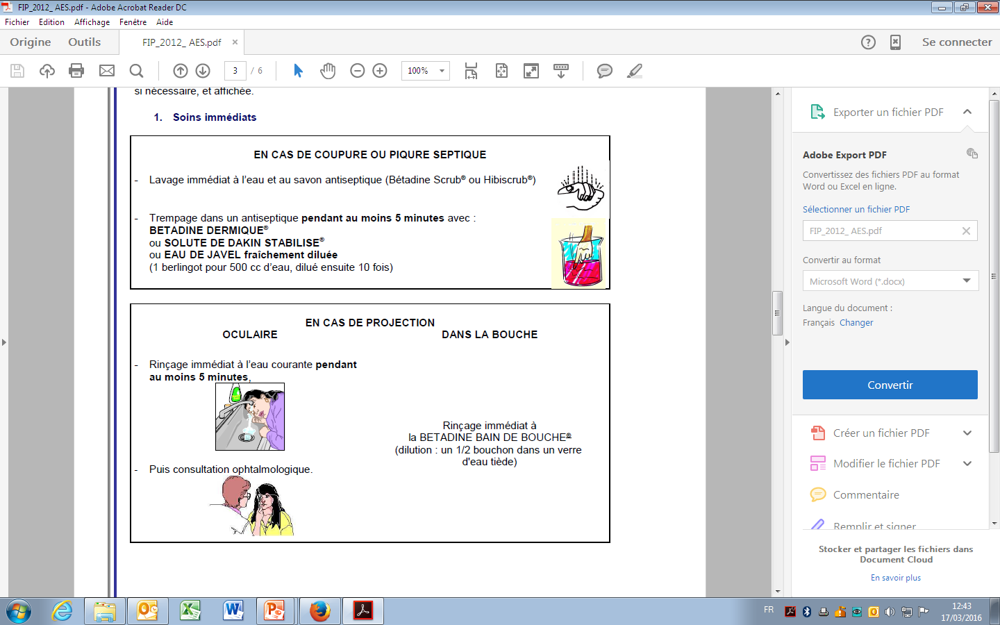 FIP_2012_ AES.pdf - Adobe Acrobat Reader DC
Fichier Edition Affichage Fenêtre Aide
Origine Outils FIP_2012_ AES.pdf × Se connecter
3 / 6 100%
si nécessaire, et affichée.
1. Soins immédiats
EN CAS DE COUPURE OU PIQURE SEPTIQUE
- Lavage immédiat à l'eau et au savon antiseptique (Bétadine Scrub® ou Hibiscrub®)
- Trempage dans un antiseptique pendant au moins 5 minutes avec :
BETADINE DERMIQUE®
ou SOLUTE DE DAKIN STABILISE®
ou EAU DE JAVEL fraîchement diluée
(1 berlingot pour 500 cc d'eau, dilué ensuite 10 fois)
EN CAS DE PROJECTION
OCULAIRE DANS LA BOUCHE
- Rinçage immédiat à l'eau courante pendant
au moins 5 minutes,
- Puis consultation ophtalmologique.
Rinçage immédiat à
la BETADINE BAIN DE BOUCHE®
(dilution : un 1/2 bouchon dans un verre
d'eau tiède)
Exporter un fichier PDF
Adobe Export PDF
Convertissez des fichiers PDF au format
Word ou Excel en ligne.
Sélectionner un fichier PDF
FIP_2012_ AES.pdf
Convertir au format
Microsoft Word (*.docx)
Langue du document :
Français Changer
Convertir
Créer un fichier PDF
Modifier le fichier PDF
Commentaire
Remplir et signer
Stocker et partager les fichiers dans
Document Cloud
En savoir plus
FR
12:43
17/03/2016